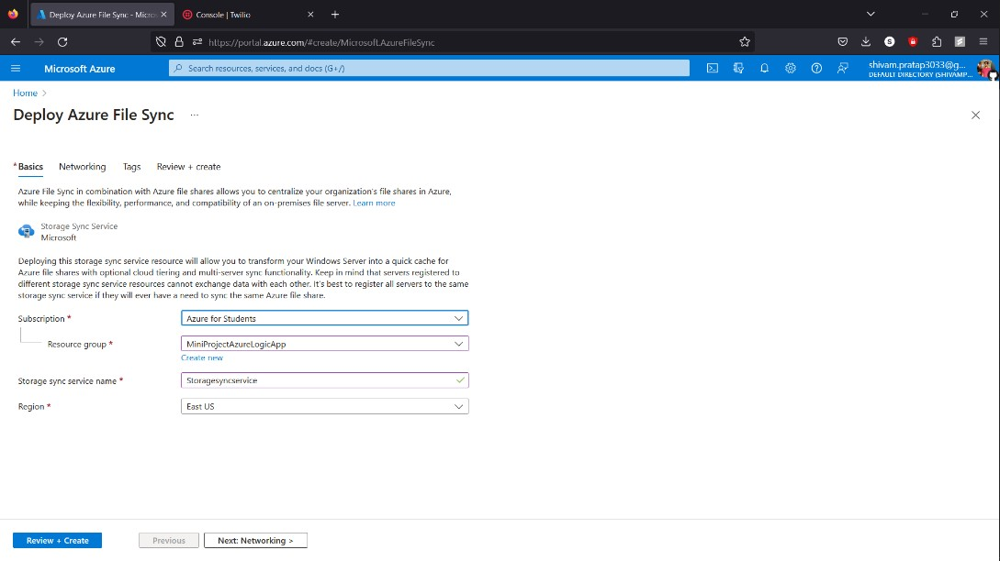 Deploy Azure File Sync - Micros
Console | Twilio
https://portal.azure.com/#create/Microsoft.AzureFileSync
Microsoft Azure
Search resources, services, and docs (G+/)
shivam.pratap3033@g...
DEFAULT DIRECTORY (SHIVAMP...
Home >
Deploy Azure File Sync ...
* Basics Networking Tags Review + create
Azure File Sync in combination with Azure file shares allows you to centralize your organization's file shares in Azure,
while keeping the flexibility, performance, and compatibility of an on-premises file server. Learn more
Storage Sync Service
Microsoft
Deploying this storage sync service resource will allow you to transform your Windows Server into a quick cache for
Azure file shares with optional cloud tiering and multi-server sync functionality. Keep in mind that servers registered to
different storage sync service resources cannot exchange data with each other. It's best to register all servers to the same
storage sync service if they will ever have a need to sync the same Azure file share.
Subscription * Azure for Students
Resource group * MiniProjectAzureLogicApp
Create new
Storage sync service name * Storagesyncservice
Region * East US
Review + Create Previous Next: Networking >